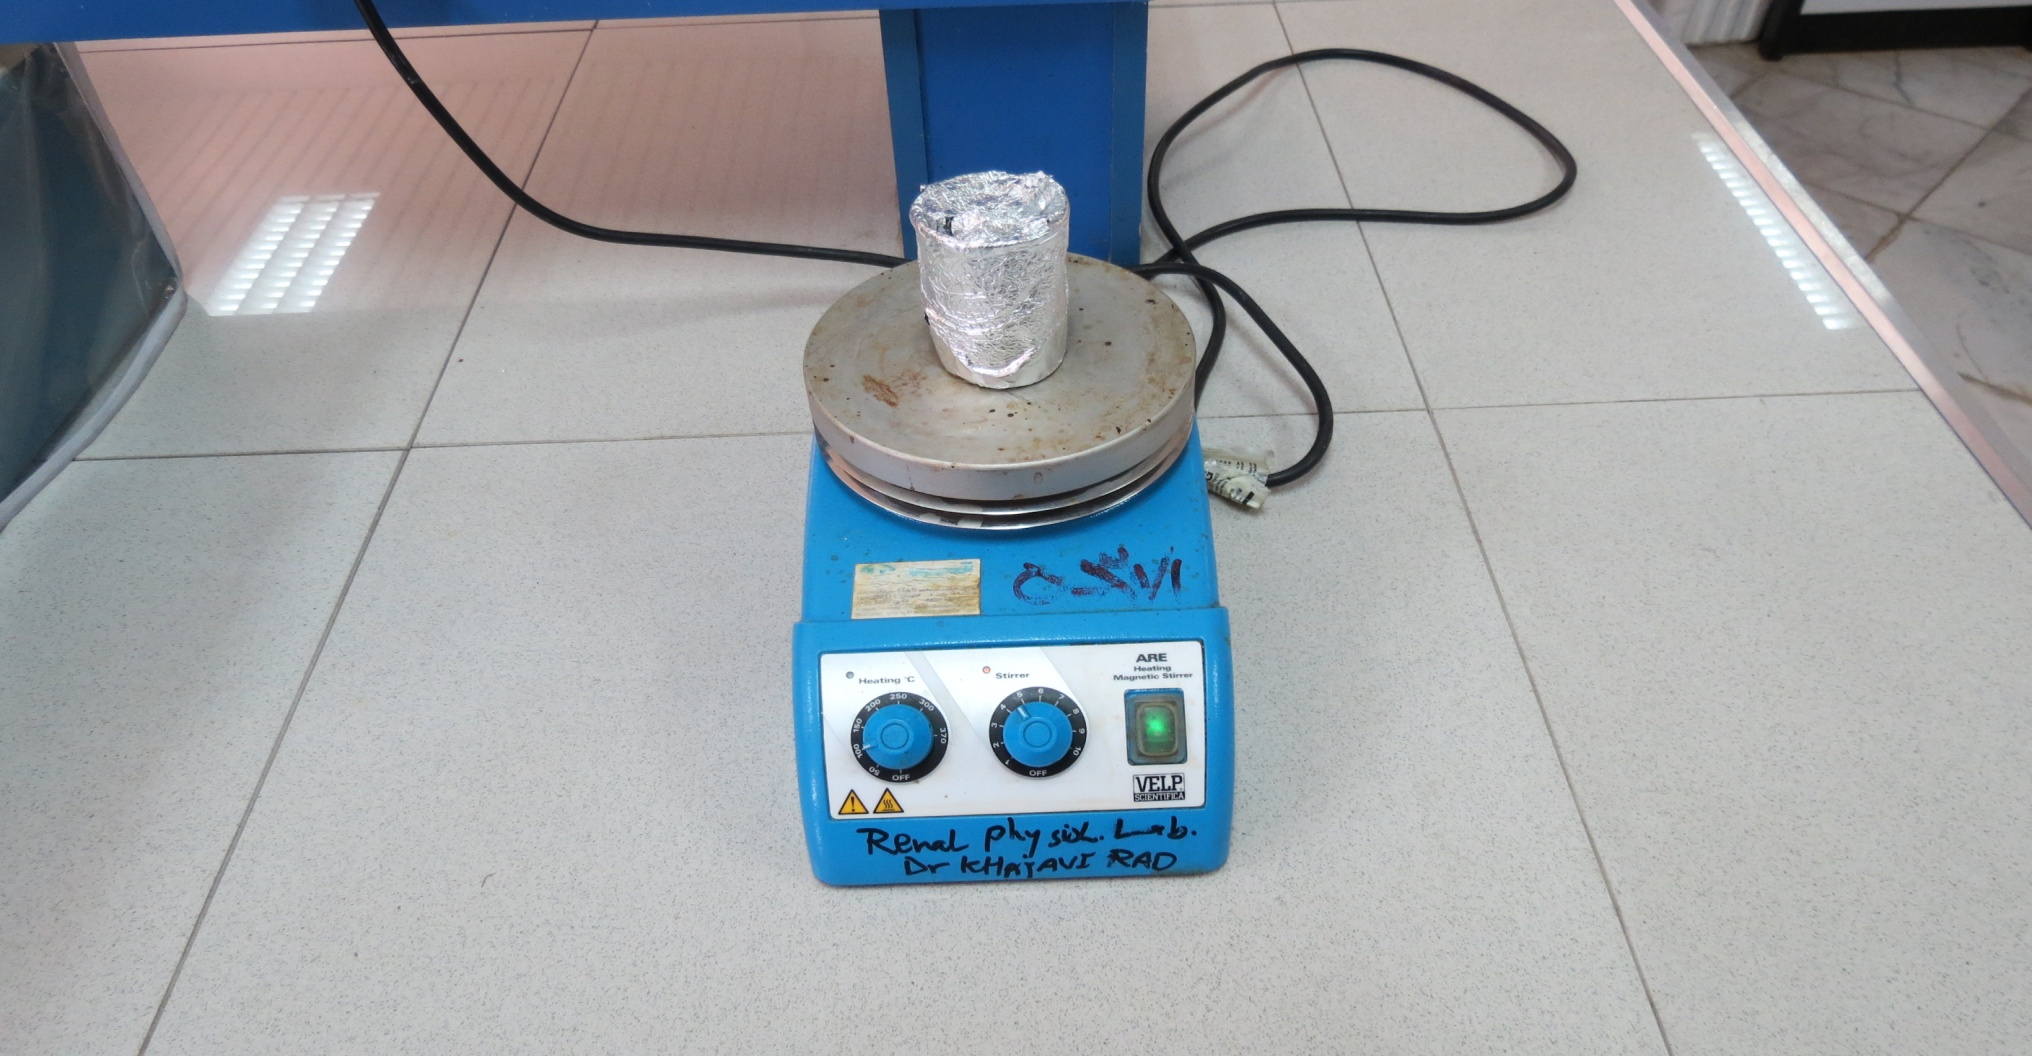 Heating °C
OFF
50
100
150
200
250
300
370
Stirrer
OFF
1
2
3
4
5
6
7
8
9
10
ARE
Heating
Magnetic Stirrer
VELP
SCIENTIFICA
Renal physiol. Lab.
Dr KHAJAVI RAD